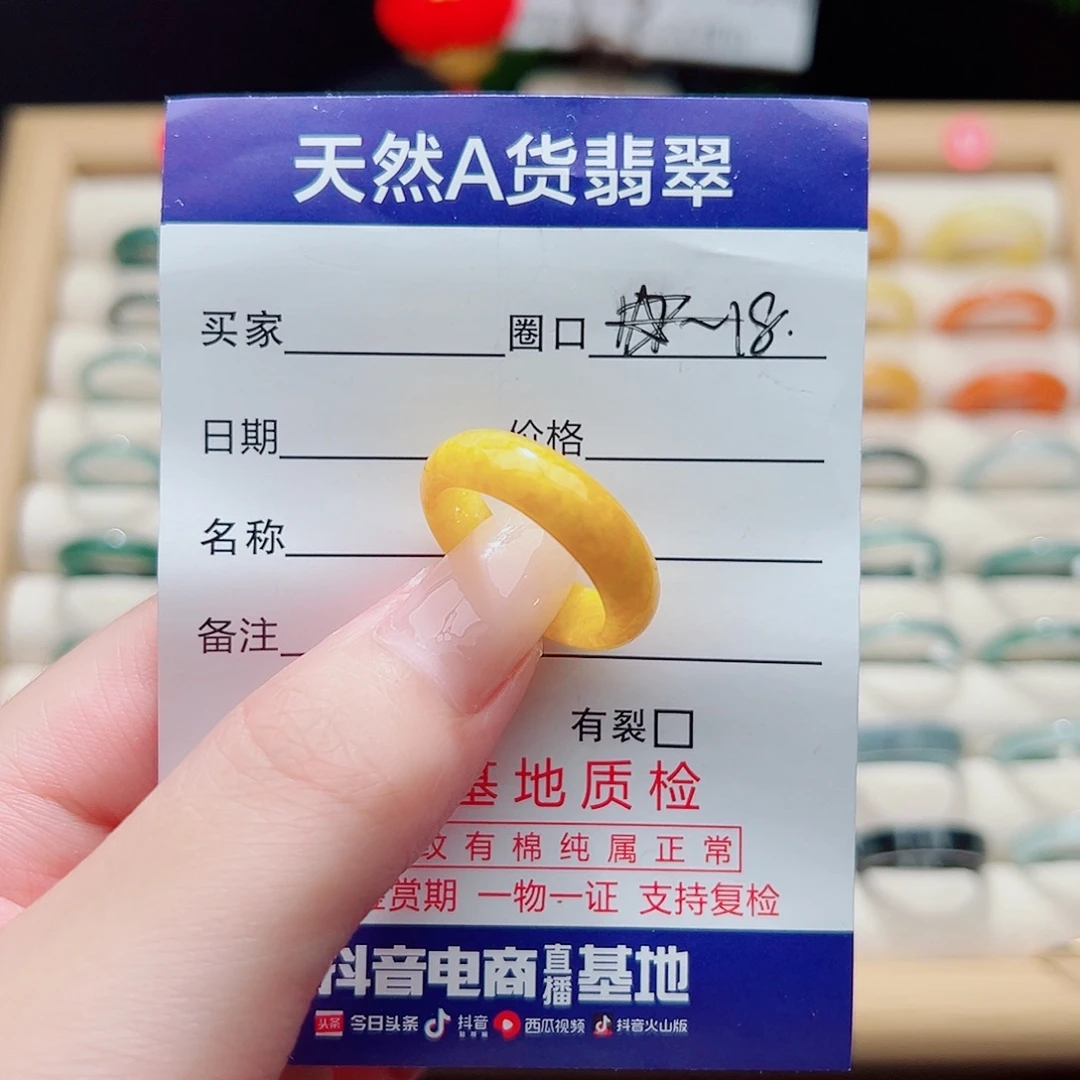 天然A货翡翠
买家 圈口 ~18.
日期 价格
名称
备注
有裂□
基地质检
纹有棉纯属正常
鉴赏期 一物一证 支持复检
抖音电商直播基地
头条 今日头条 抖音 西瓜视频 抖音火山版